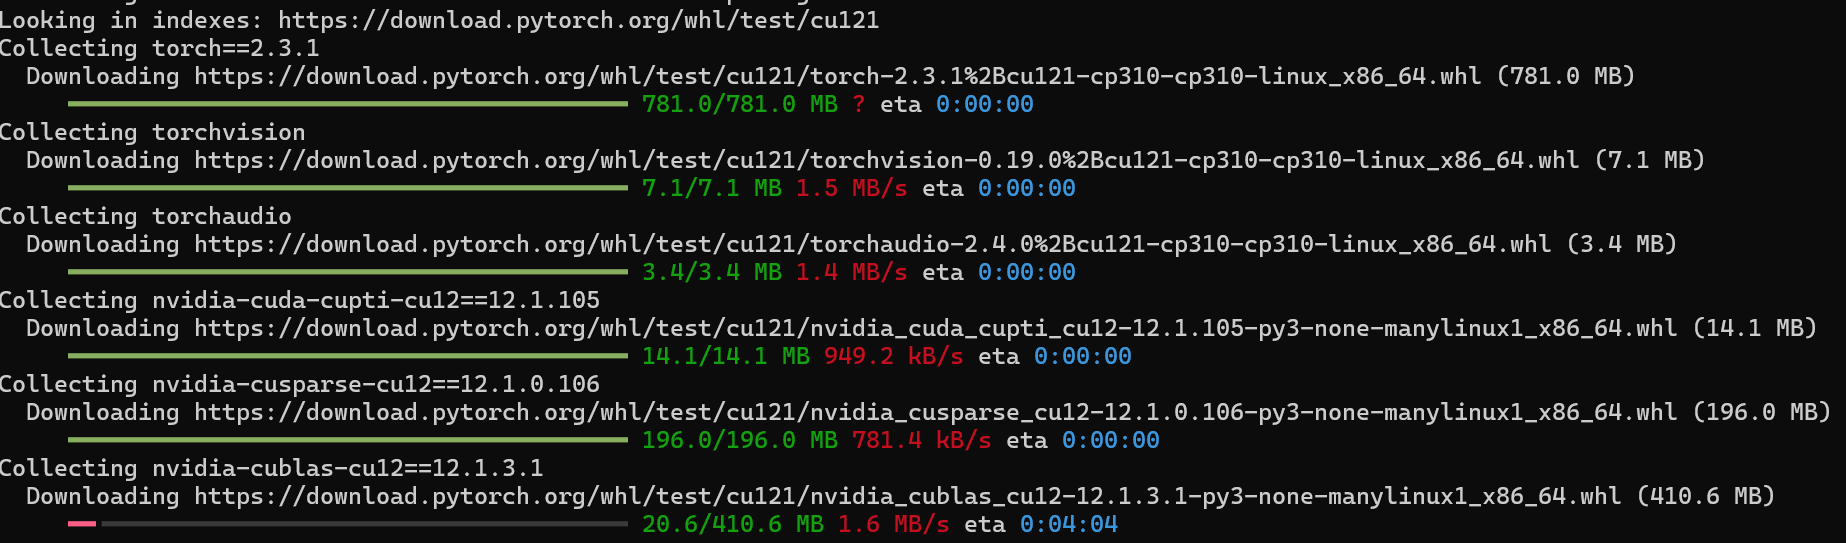 Looking in indexes: https://download.pytorch.org/whl/test/cu121
Collecting torch==2.3.1
Downloading https://download.pytorch.org/whl/test/cu121/torch-2.3.1%2Bcu121-cp310-cp310-linux_x86_64.whl (781.0 MB)
781.0/781.0 MB ? eta 0:00:00
Collecting torchvision
Downloading https://download.pytorch.org/whl/test/cu121/torchvision-0.19.0%2Bcu121-cp310-cp310-linux_x86_64.whl (7.1 MB)
7.1/7.1 MB 1.5 MB/s eta 0:00:00
Collecting torchaudio
Downloading https://download.pytorch.org/whl/test/cu121/torchaudio-2.4.0%2Bcu121-cp310-cp310-linux_x86_64.whl (3.4 MB)
3.4/3.4 MB 1.4 MB/s eta 0:00:00
Collecting nvidia-cuda-cupti-cu12==12.1.105
Downloading https://download.pytorch.org/whl/test/cu121/nvidia_cuda_cupti_cu12-12.1.105-py3-none-manylinux1_x86_64.whl (14.1 MB)
14.1/14.1 MB 949.2 kB/s eta 0:00:00
Collecting nvidia-cusparse-cu12==12.1.0.106
Downloading https://download.pytorch.org/whl/test/cu121/nvidia_cusparse_cu12-12.1.0.106-py3-none-manylinux1_x86_64.whl (196.0 MB)
196.0/196.0 MB 781.4 kB/s eta 0:00:00
Collecting nvidia-cublas-cu12==12.1.3.1
Downloading https://download.pytorch.org/whl/test/cu121/nvidia_cublas_cu12-12.1.3.1-py3-none-manylinux1_x86_64.whl (410.6 MB)
20.6/410.6 MB 1.6 MB/s eta 0:04:04